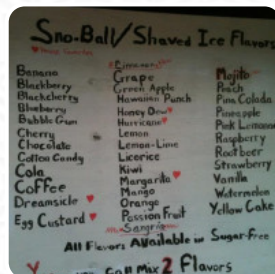 Sno-Ball/Shaved Ice Flavors
Cinnamon
Banana
Blackberry
Blackcherry
Blueberry
Bubble Gum
Cherry
Chocolate
Cotton Candy
Cola
Coffee
Dreamsicle
Egg Custard
Grape
Green Apple
Hawaiian Punch
Honey Dew
Hurricane
Lemon
Lemon-Lime
Licorice
Kiwi
Margarita
Mango
Orange
Passion Fruit
Sangria
Mojito
Peach
Pina Colada
Pineapple
Pink Lemonade
Raspberry
Rootbeer
Strawberry
Vanilla
Watermelon
Yellow Cake
All Flavors Available in Sugar-Free
Can Mix 2 Flavors